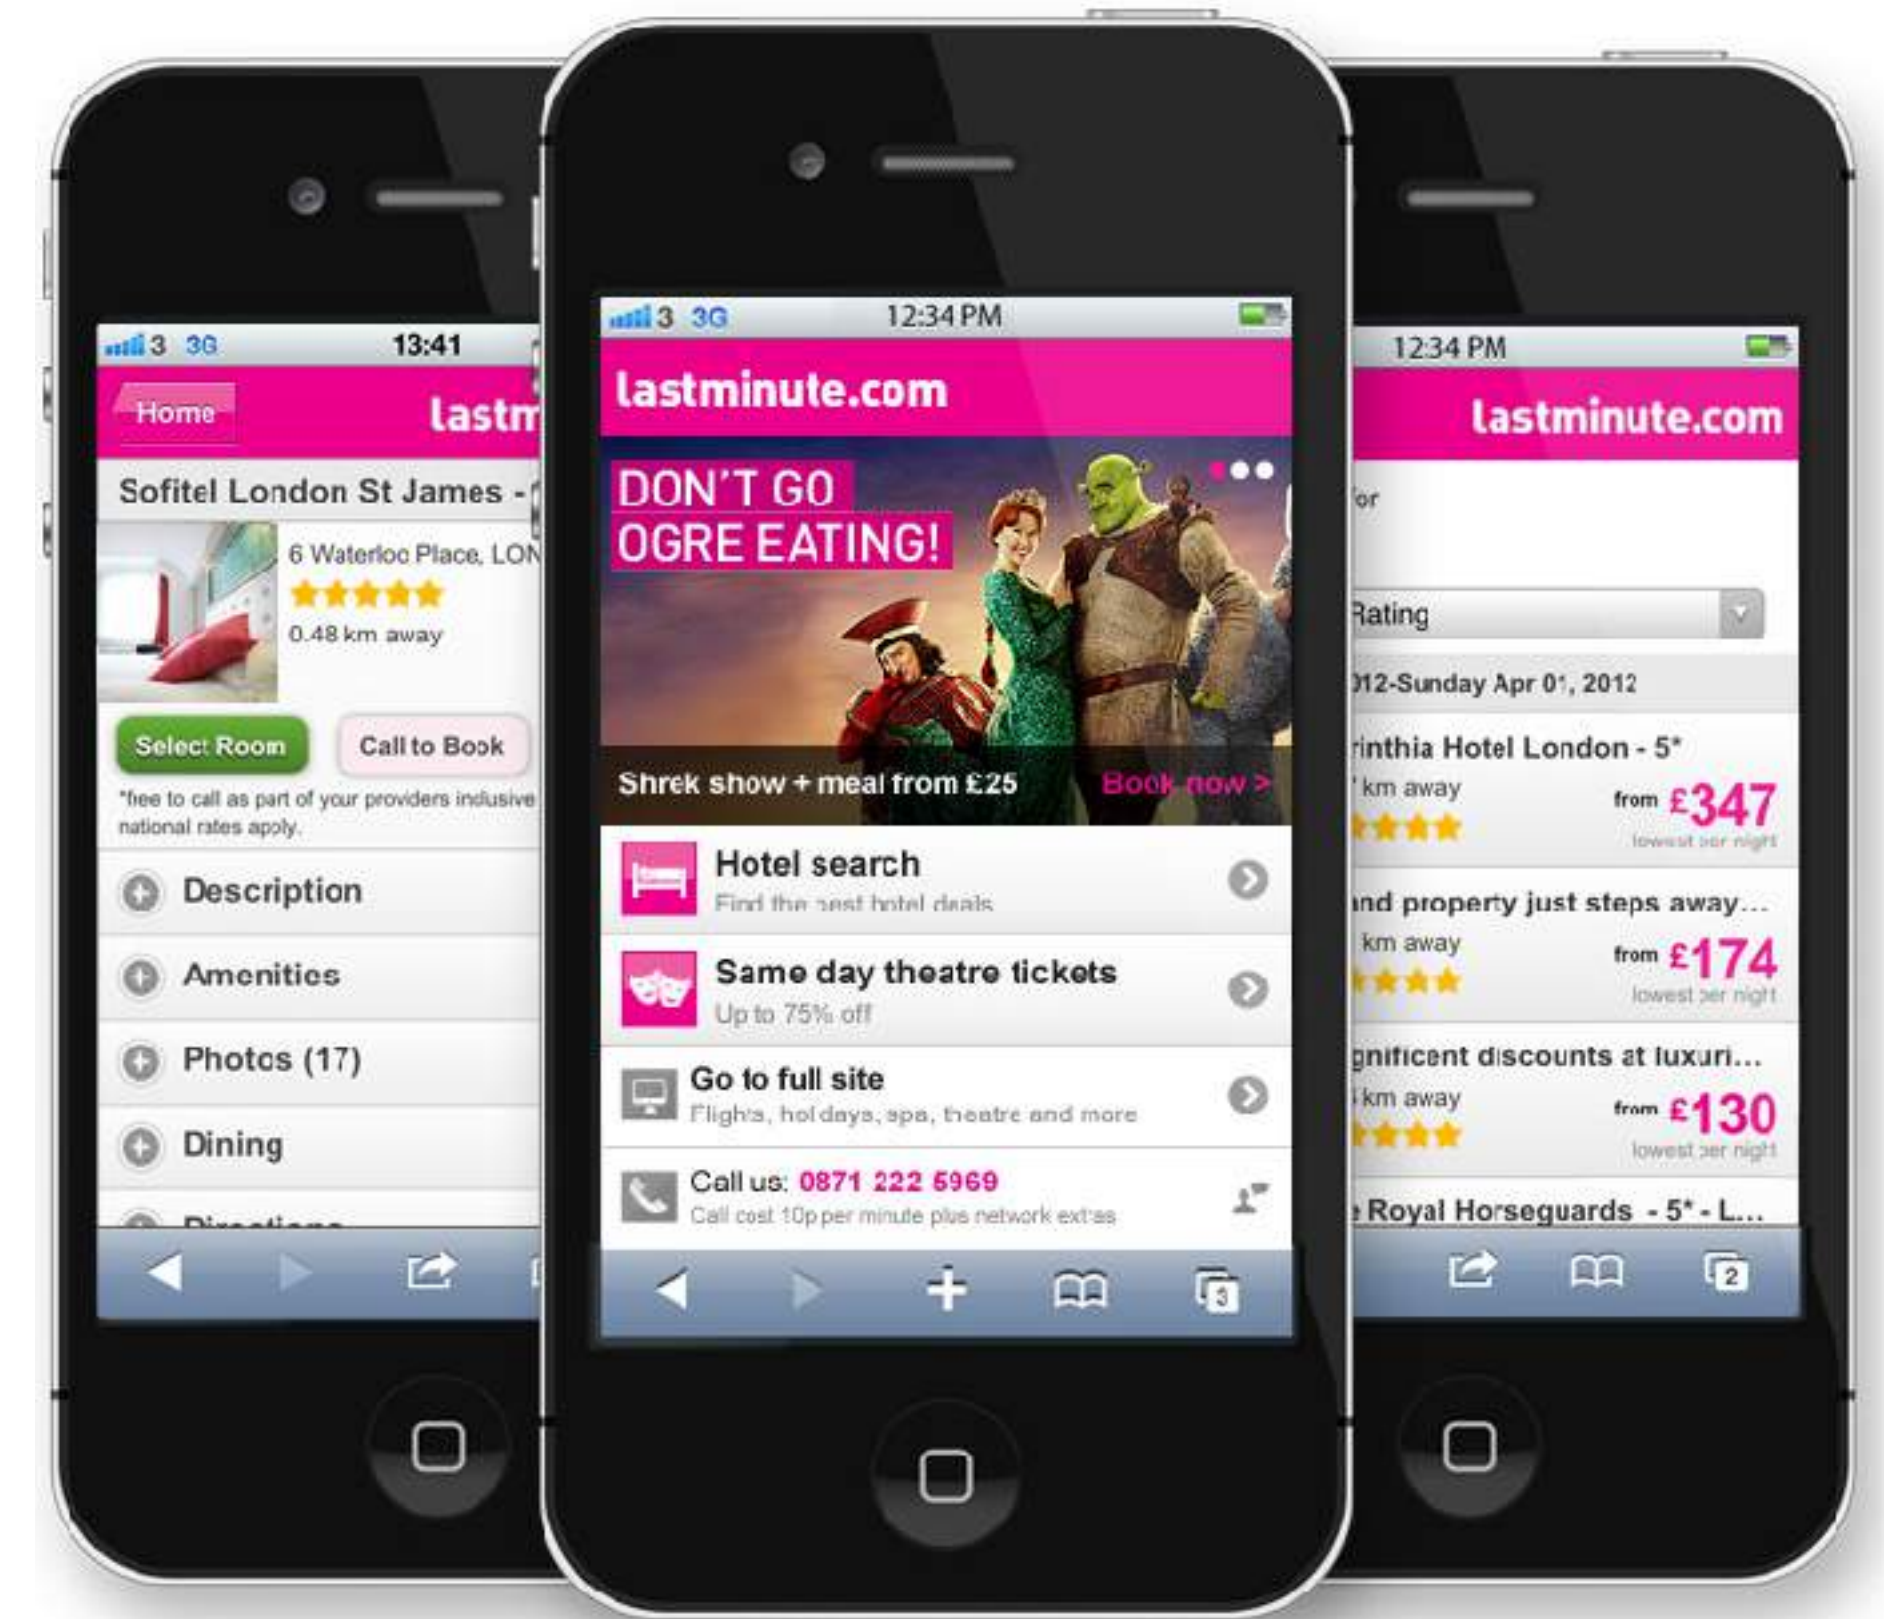 3 3G 13:41
Home lastm
Sofitel London St James -
6 Waterloo Place, LON
0.48 km away
Select Room Call to Book
*free to call as part of your providers inclusive
national rates apply.
Description
Amenities
Photos (17)
Dining
Directions
3 3G 12:34 PM
lastminute.com
DON'T GO
OGRE EATING!
Shrek show + meal from £25 Book now >
Hotel search
Find the best hotel deals
Same day theatre tickets
Up to 75% off
Go to full site
Flights, holidays, spa, theatre and more
Call us: 0871 222 5969
Call cost 10p per minute plus network extras
3
12:34 PM
lastminute.com
for
Rating
012-Sunday Apr 01, 2012
rinthia Hotel London - 5*
km away
from £347
lowest per night
and property just steps away...
km away
from £174
lowest per night
gnificent discounts at luxuri...
km away
from £130
lowest per night
e Royal Horseguards - 5* - L...
2